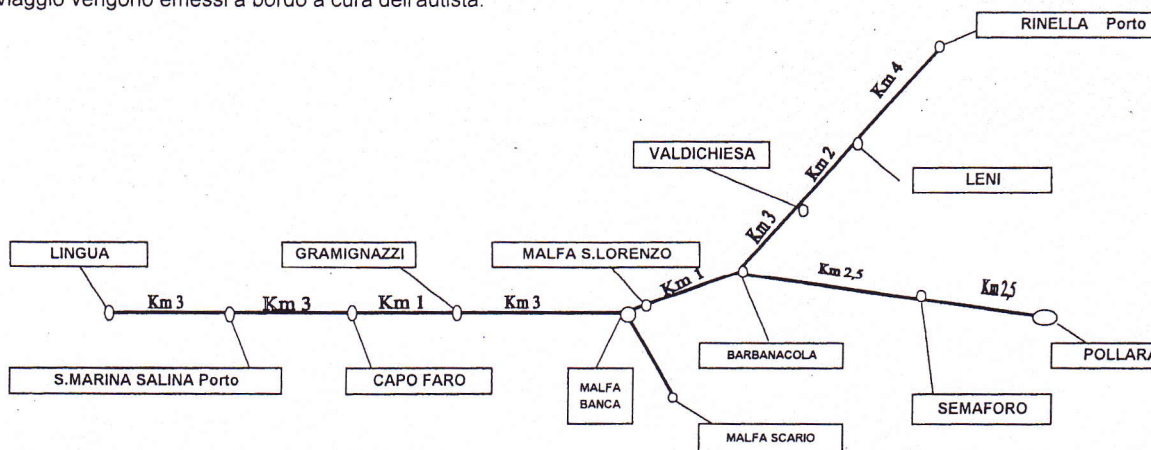 viaggio vengono emessi a bordo a cura dell'autista.
RINELLA Porto
Km 4
VALDICHIESA
Km 2
LENI
Km 3
LINGUA
GRAMIGNAZZI
MALFA S.LORENZO
Km 1
Km 2,5
Km 2,5
Km 3
Km 3
Km 1
Km 3
S.MARINA SALINA Porto
CAPO FARO
MALFA
BANCA
BARBANACOLA
POLLARA
SEMAFORO
MALFA SCARIO